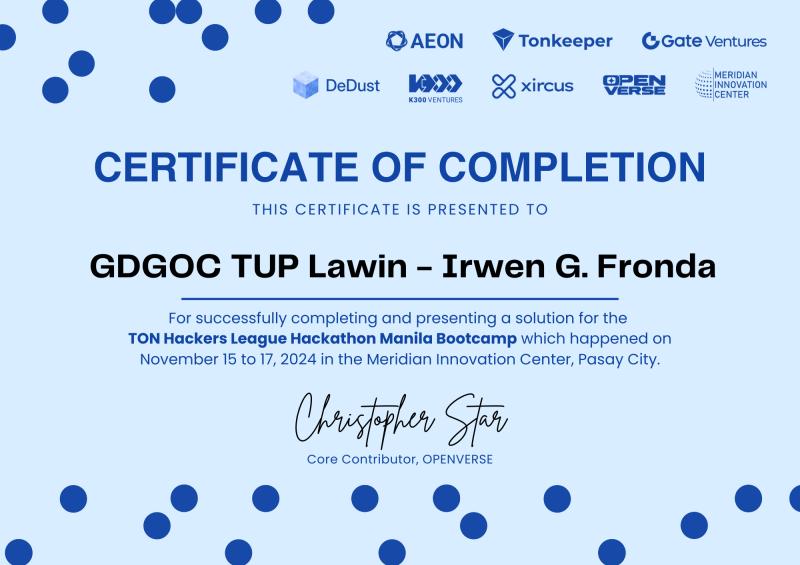 AEON
Tonkeeper
Gate Ventures
DeDust
K300 VENTURES
xircus
OPEN
VERSE
MERIDIAN
INNOVATION
CENTER
CERTIFICATE OF COMPLETION
THIS CERTIFICATE IS PRESENTED TO
GDGOC TUP Lawin – Irwen G. Fronda
For successfully completing and presenting a solution for the
TON Hackers League Hackathon Manila Bootcamp which happened on
November 15 to 17, 2024 in the Meridian Innovation Center, Pasay City.
Christopher Star
Core Contributor, OPENVERSE